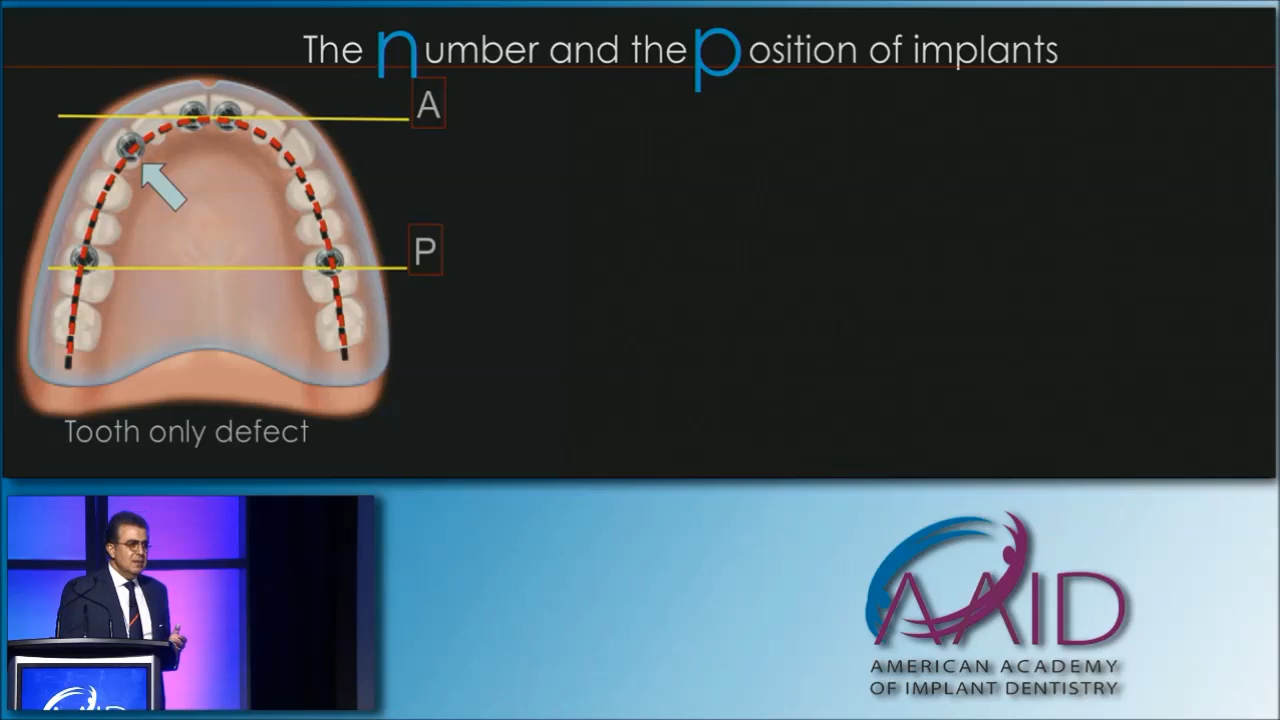 The number and the position of implants
A
P
Tooth only defect
AAID
AMERICAN ACADEMY
OF IMPLANT DENTISTRY